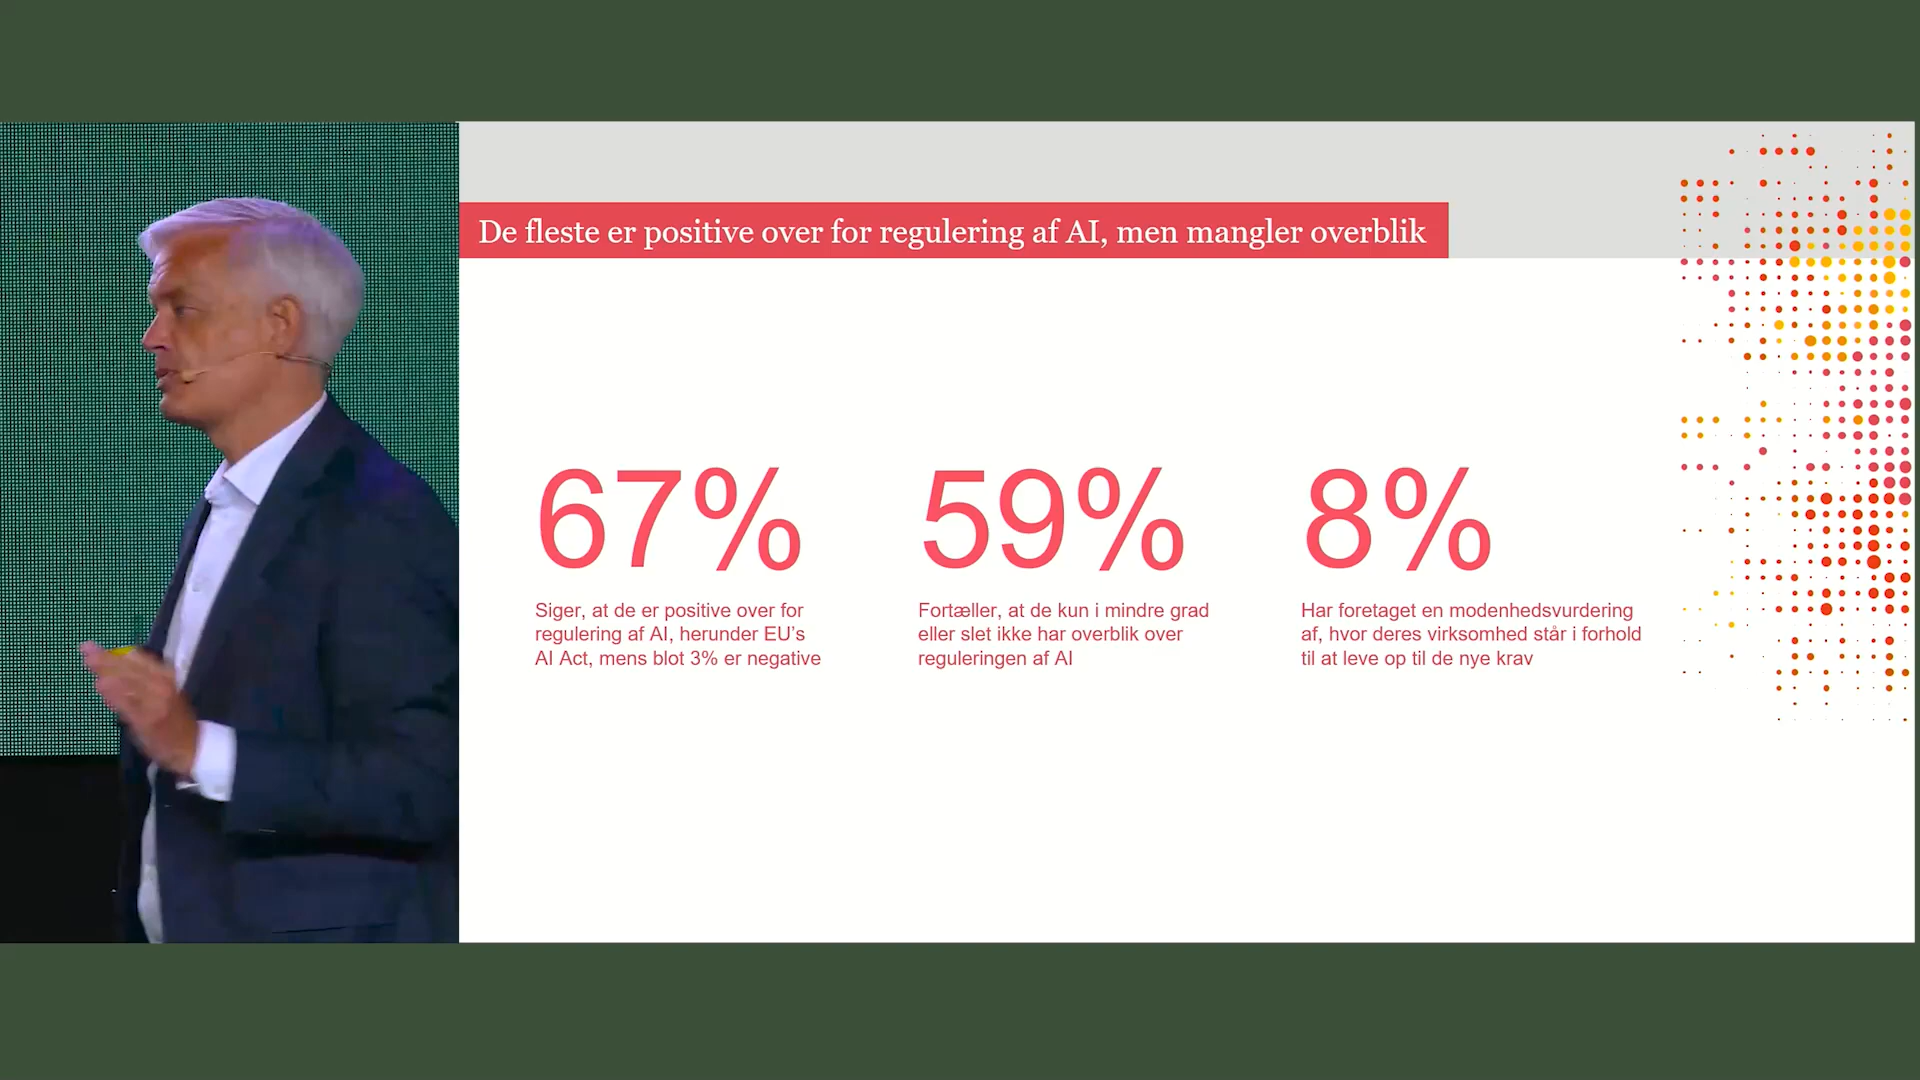 De fleste er positive over for regulering af AI, men mangler overblik
67%
Siger, at de er positive over for
regulering af AI, herunder EU's
AI Act, mens blot 3% er negative
59%
Fortæller, at de kun i mindre grad
eller slet ikke har overblik over
reguleringen af AI
8%
Har foretaget en modenhedsvurdering
af, hvor deres virksomhed står i forhold
til at leve op til de nye krav